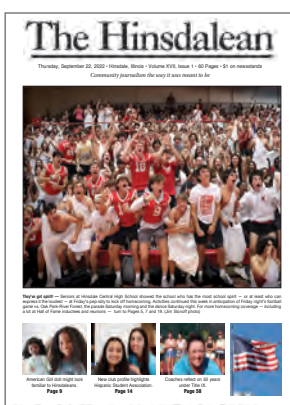 The Hinsdalean
Thursday, September 22, 2022 • Hinsdale, Illinois • Volume XVII, Issue 1 • 60 Pages • $1 on newsstands
Community journalism the way it was meant to be
They've got spirit! — Seniors at Hinsdale Central High School showed the school who has the most school spirit — or at least who can
express it the loudest — at Friday's pep rally to kick off homecoming. Activities continued this week in anticipation of Friday night's football
game vs. Oak Park-River Forest, the parade Saturday morning and the dance Saturday night. For more homecoming coverage — including
a list of Hall of Fame inductees and reunions — turn to Pages 5, 7 and 19. (Jim Slonoff photo)
American Girl doll might look
familiar to Hinsdaleans.
Page 9
New club profile highlights
Hispanic Student Association.
Page 14
Coaches reflect on 50 years
under Title IX.
Page 58